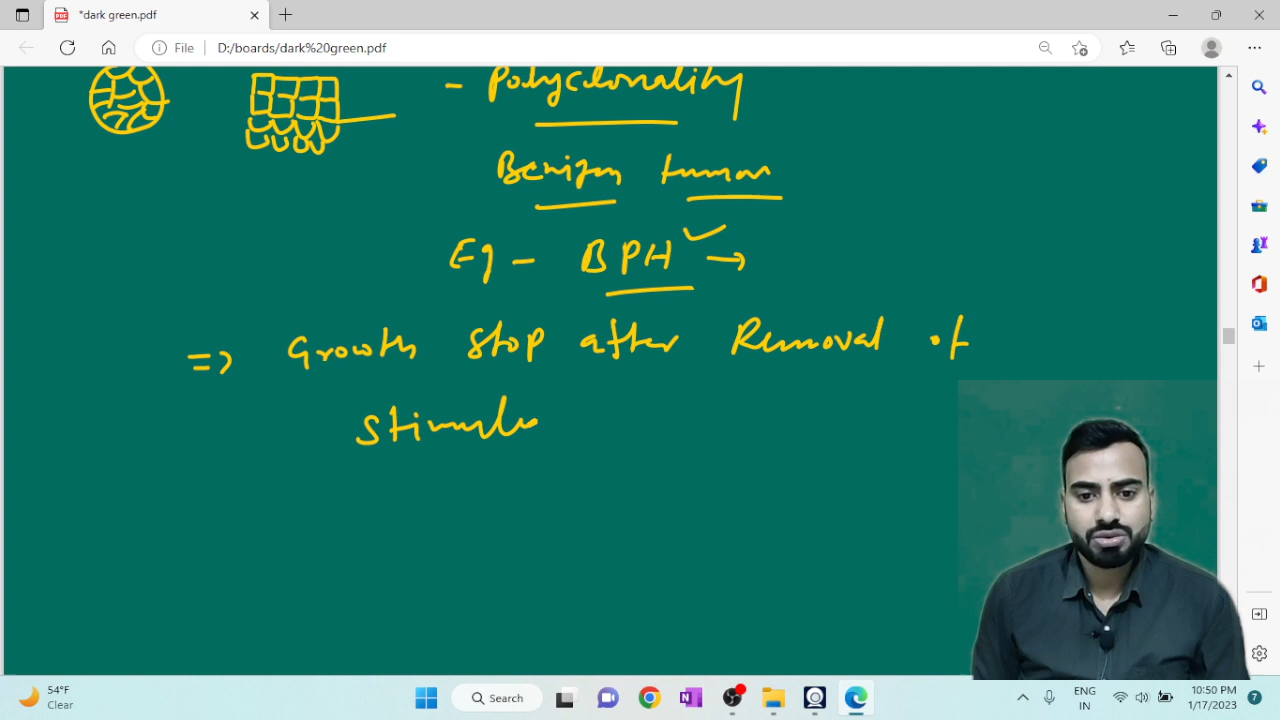 *dark green.pdf
File D:/boards/dark%20green.pdf
- Polyclonality
Benign tumor
Eg - BPH ✓ →
=> Growth stop after Removal of
stimulus
54°F
Clear
Search
ENG
IN
10:50 PM
1/17/2023
7